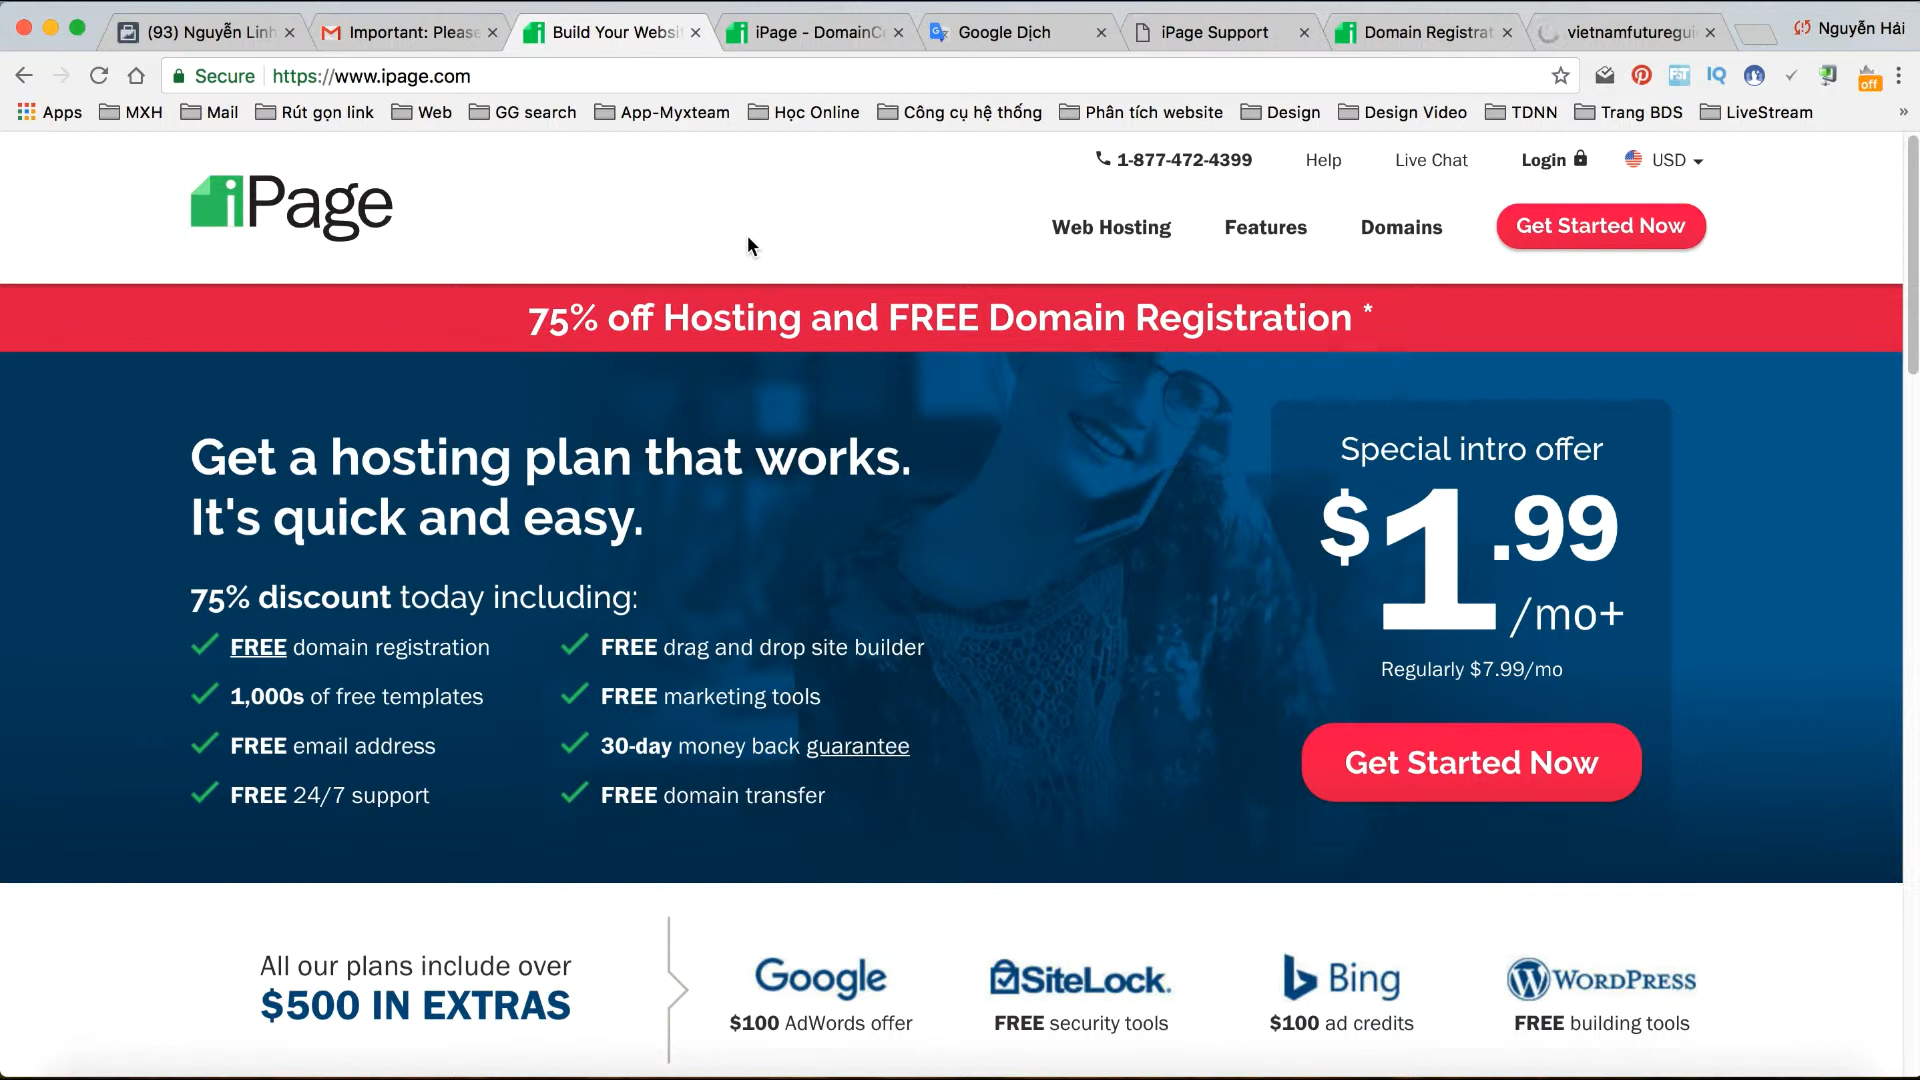 (93) Nguyễn Linh
Important: Please
Build Your Websi
iPage - DomainCe
Google Dịch
iPage Support
Domain Registrat
vietnamfuturegui
Nguyễn Hải
Secure
https://www.ipage.com
FST
IQ
off
Apps
MXH
Mail
Rút gọn link
Web
GG search
App-Myxteam
Học Online
Công cụ hệ thống
Phân tích website
Design
Design Video
TDNN
Trang BDS
LiveStream
»
1-877-472-4399
Help
Live Chat
Login
USD
iPage
Web Hosting
Features
Domains
Get Started Now
75% off Hosting and FREE Domain Registration *
Get a hosting plan that works.
It's quick and easy.
75% discount today including:
FREE domain registration
FREE drag and drop site builder
1,000s of free templates
FREE marketing tools
FREE email address
30-day money back guarantee
FREE 24/7 support
FREE domain transfer
Special intro offer
$1.99
/mo+
Regularly $7.99/mo
Get Started Now
All our plans include over
$500 IN EXTRAS
Google
$100 AdWords offer
SiteLock.
FREE security tools
Bing
$100 ad credits
WORDPRESS
FREE building tools